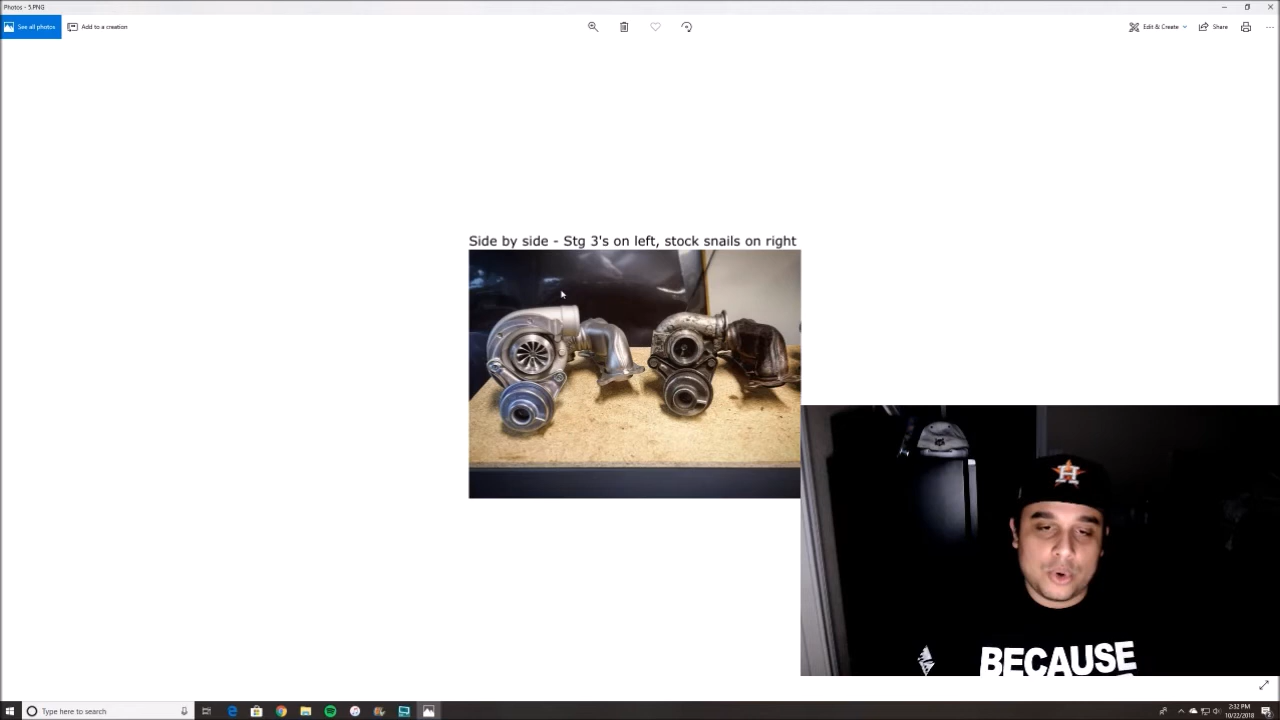 Photos - 5.PNG
See all photos
Add to a creation
Edit & Create
Share
Side by side - Stg 3's on left, stock snails on right
H
BECAUSE
Type here to search
2:32 PM
10/22/2018